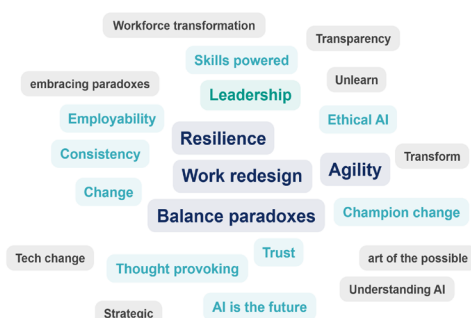 Workforce transformation
Transparency
Skills powered
embracing paradoxes
Unlearn
Leadership
Employability
Ethical AI
Resilience
Consistency
Transform
Agility
Work redesign
Change
Balance paradoxes
Champion change
Trust
Tech change
art of the possible
Thought provoking
Understanding AI
AI is the future
Strategic